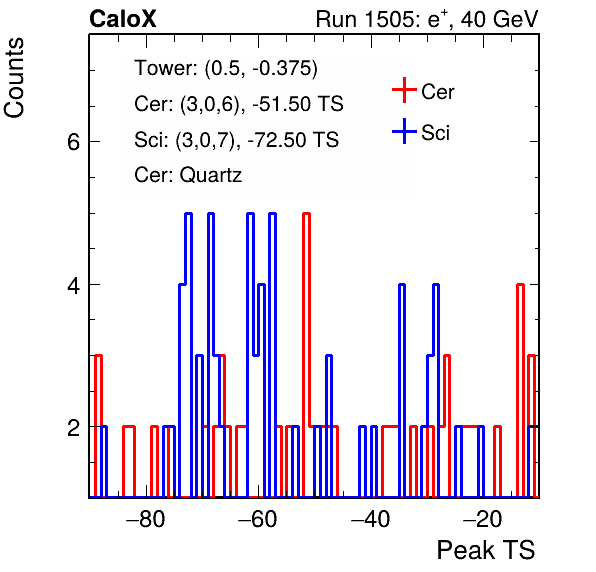 CaloX Run 1505: e⁺, 40 GeV
Counts
Tower: (0.5, -0.375)
Cer: (3,0,6), -51.50 TS
Sci: (3,0,7), -72.50 TS
Cer: Quartz
Cer
Sci
6
4
2
−80 −60 −40 −20
Peak TS